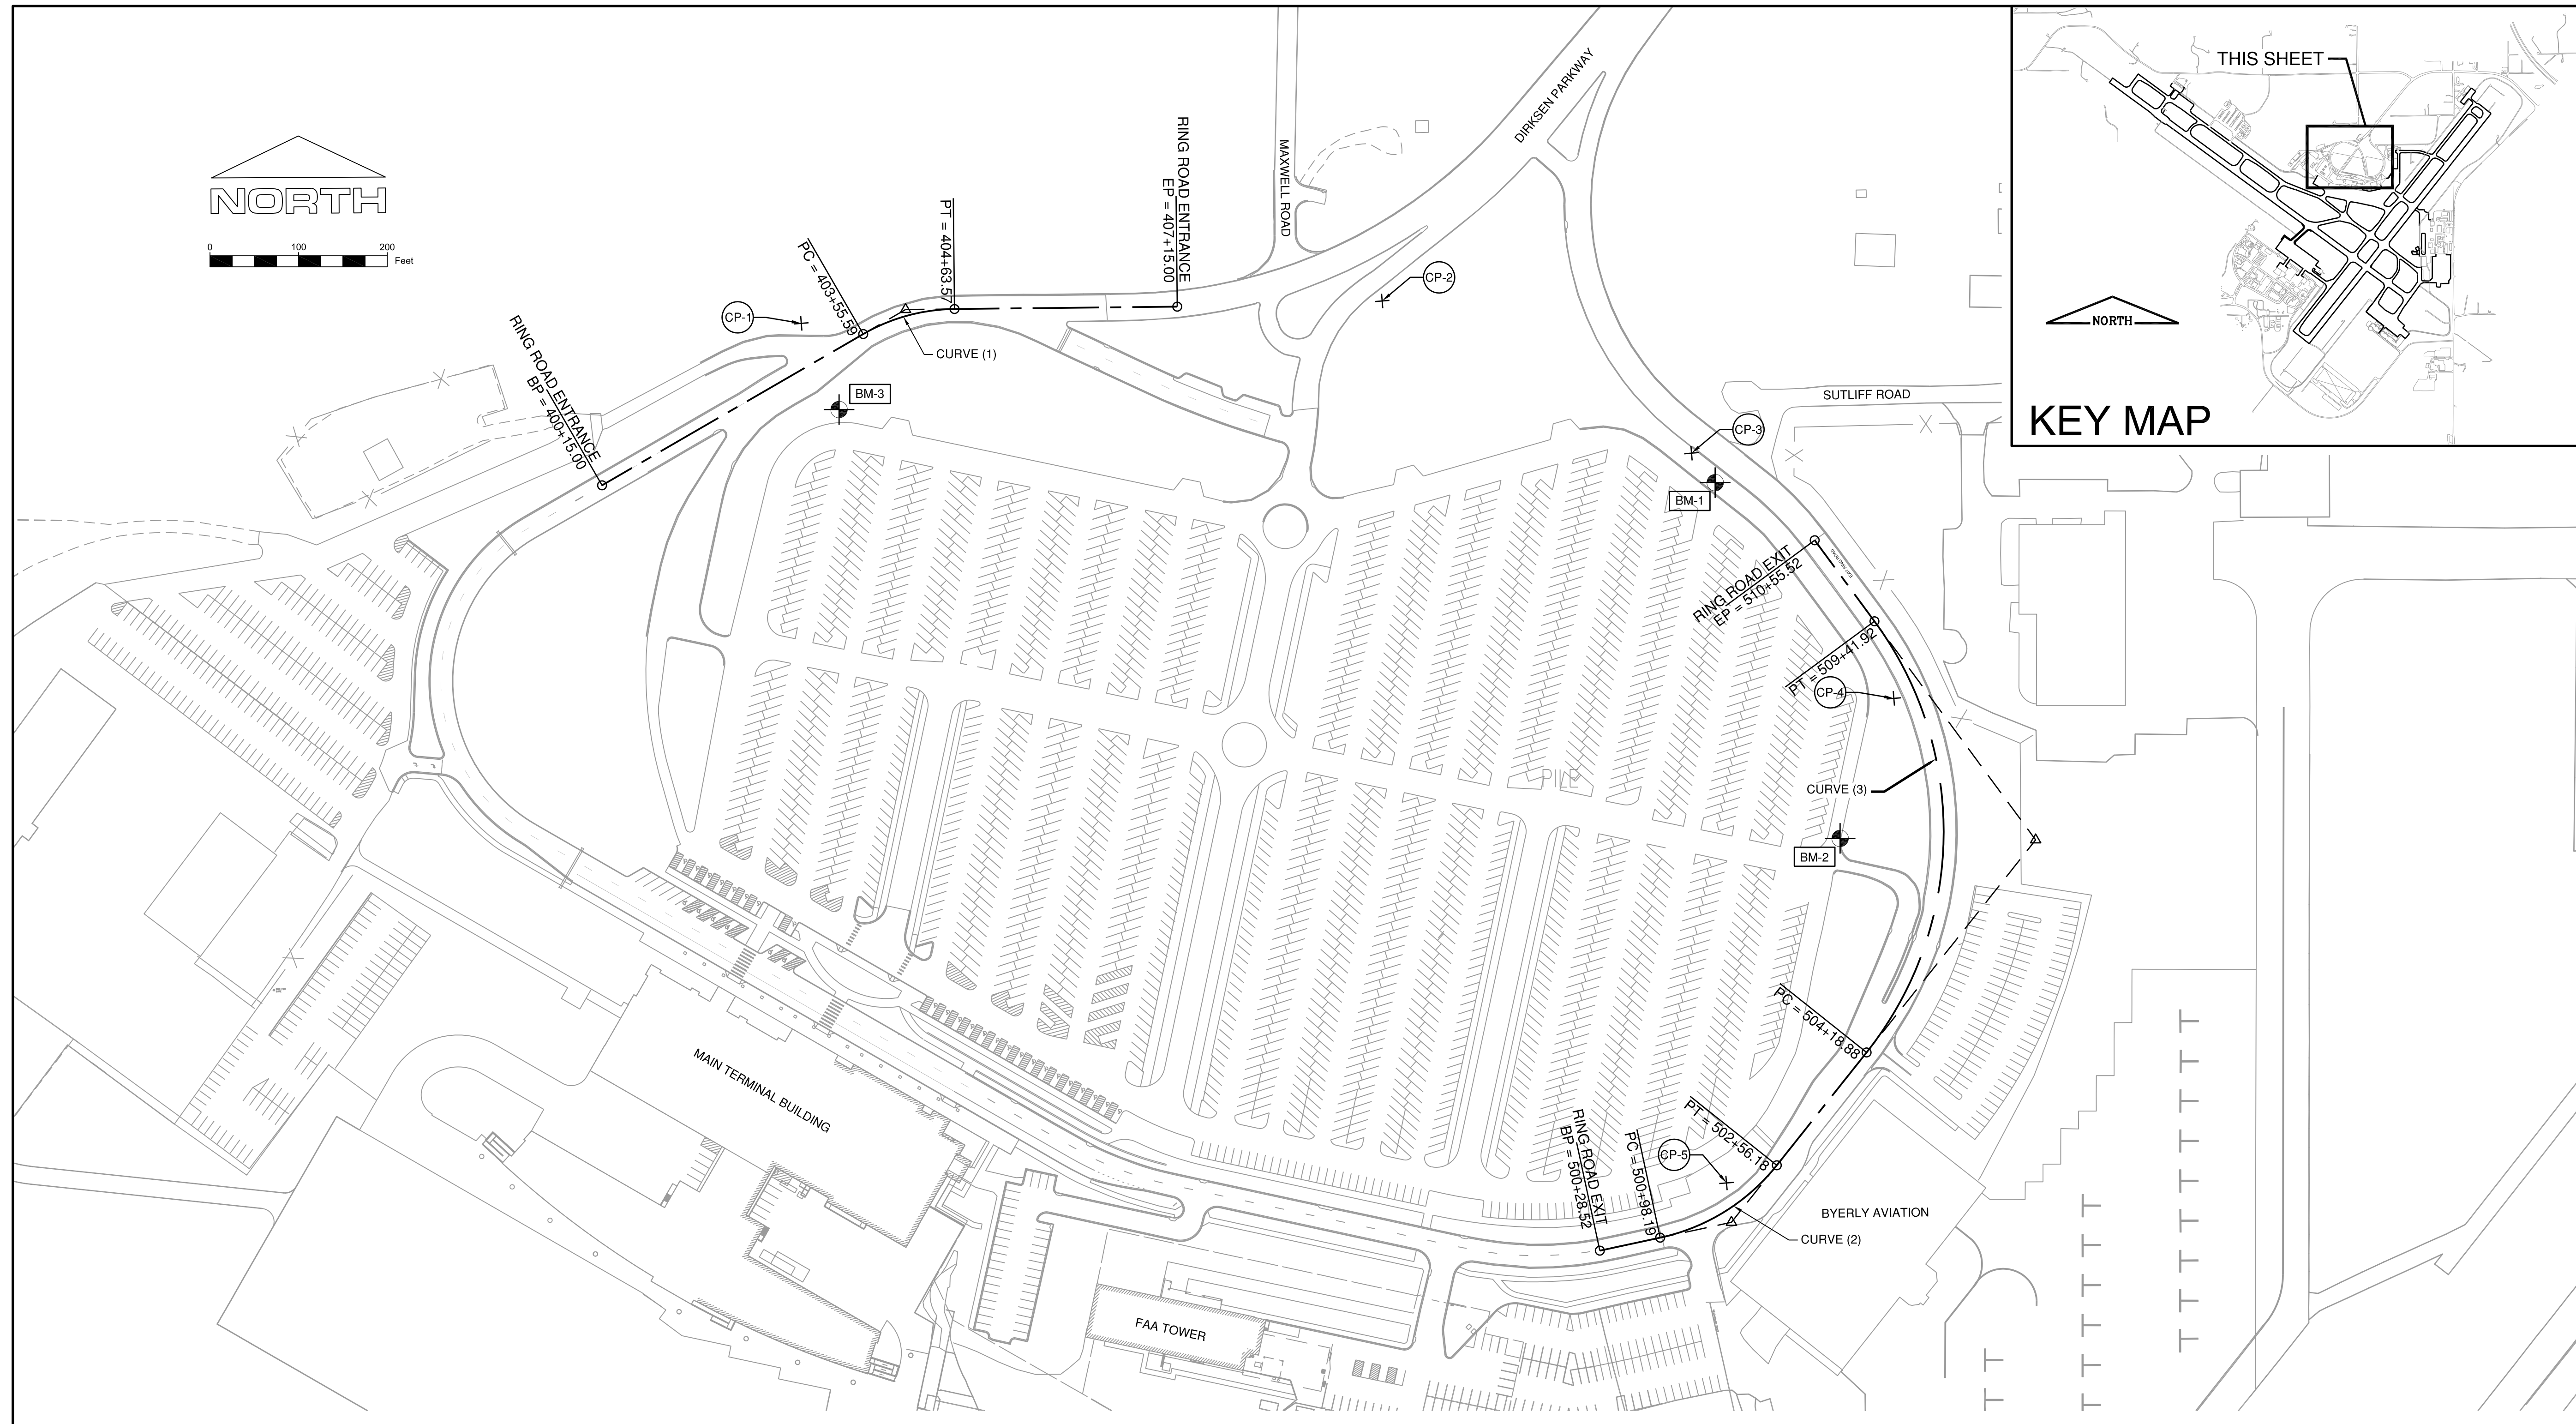 THIS SHEET
NORTH
KEY MAP
NORTH
0 100 200
Feet
DIRKSEN PARKWAY
MAXWELL ROAD
RING ROAD ENTRANCE
EP = 407+15.00
PT = 404+63.57
PC = 403+55.59
CP-1
CP-2
CURVE (1)
RING ROAD ENTRANCE
BP = 400+15.00
BM-3
SUTLIFF ROAD
CP-3
BM-1
RING ROAD EXIT
EP = 510+55.52
PT = 509+41.92
CP-4
PILE
CURVE (3)
BM-2
PC = 504+18.88
MAIN TERMINAL BUILDING
PT = 502+56.18
RING ROAD EXIT
BP = 500+28.52
PC = 500+98.19
CP-5
BYERLY AVIATION
CURVE (2)
FAA TOWER